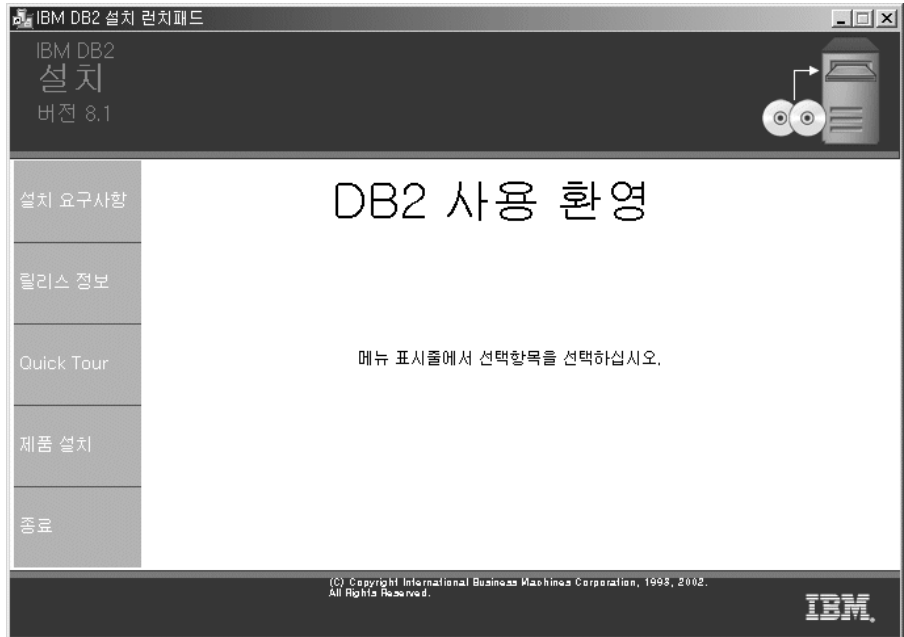 IBM DB2 설치 런치패드
IBM DB2
설치
버전 8.1
설치 요구사항
릴리스 정보
Quick Tour
제품 설치
종료
DB2 사용 환영
메뉴 표시줄에서 선택항목을 선택하십시오.
(C) Copyright International Business Machines Corporation, 1993, 2002.
All Rights Reserved.
IBM.